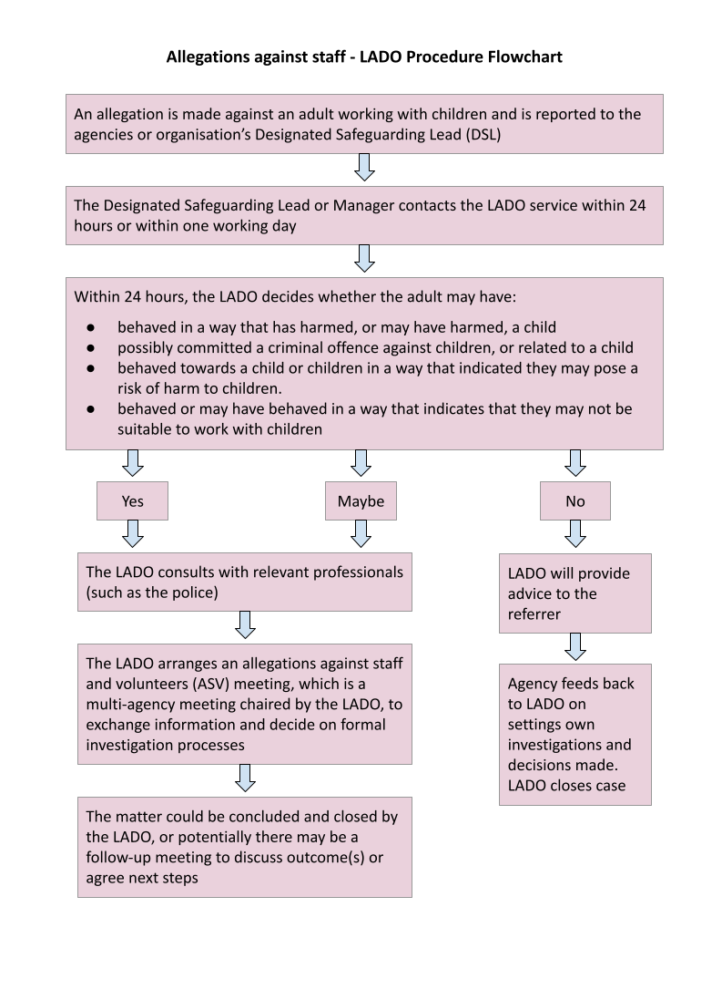 Allegations against staff - LADO Procedure Flowchart
An allegation is made against an adult working with children and is reported to the
agencies or organisation’s Designated Safeguarding Lead (DSL)
The Designated Safeguarding Lead or Manager contacts the LADO service within 24
hours or within one working day
Within 24 hours, the LADO decides whether the adult may have:
● behaved in a way that has harmed, or may have harmed, a child
● possibly committed a criminal offence against children, or related to a child
● behaved towards a child or children in a way that indicated they may pose a
risk of harm to children.
● behaved or may have behaved in a way that indicates that they may not be
suitable to work with children
Yes
Maybe
No
The LADO consults with relevant professionals
(such as the police)
The LADO arranges an allegations against staff
and volunteers (ASV) meeting, which is a
multi-agency meeting chaired by the LADO, to
exchange information and decide on formal
investigation processes
The matter could be concluded and closed by
the LADO, or potentially there may be a
follow-up meeting to discuss outcome(s) or
agree next steps
LADO will provide
advice to the
referrer
Agency feeds back
to LADO on
settings own
investigations and
decisions made.
LADO closes case